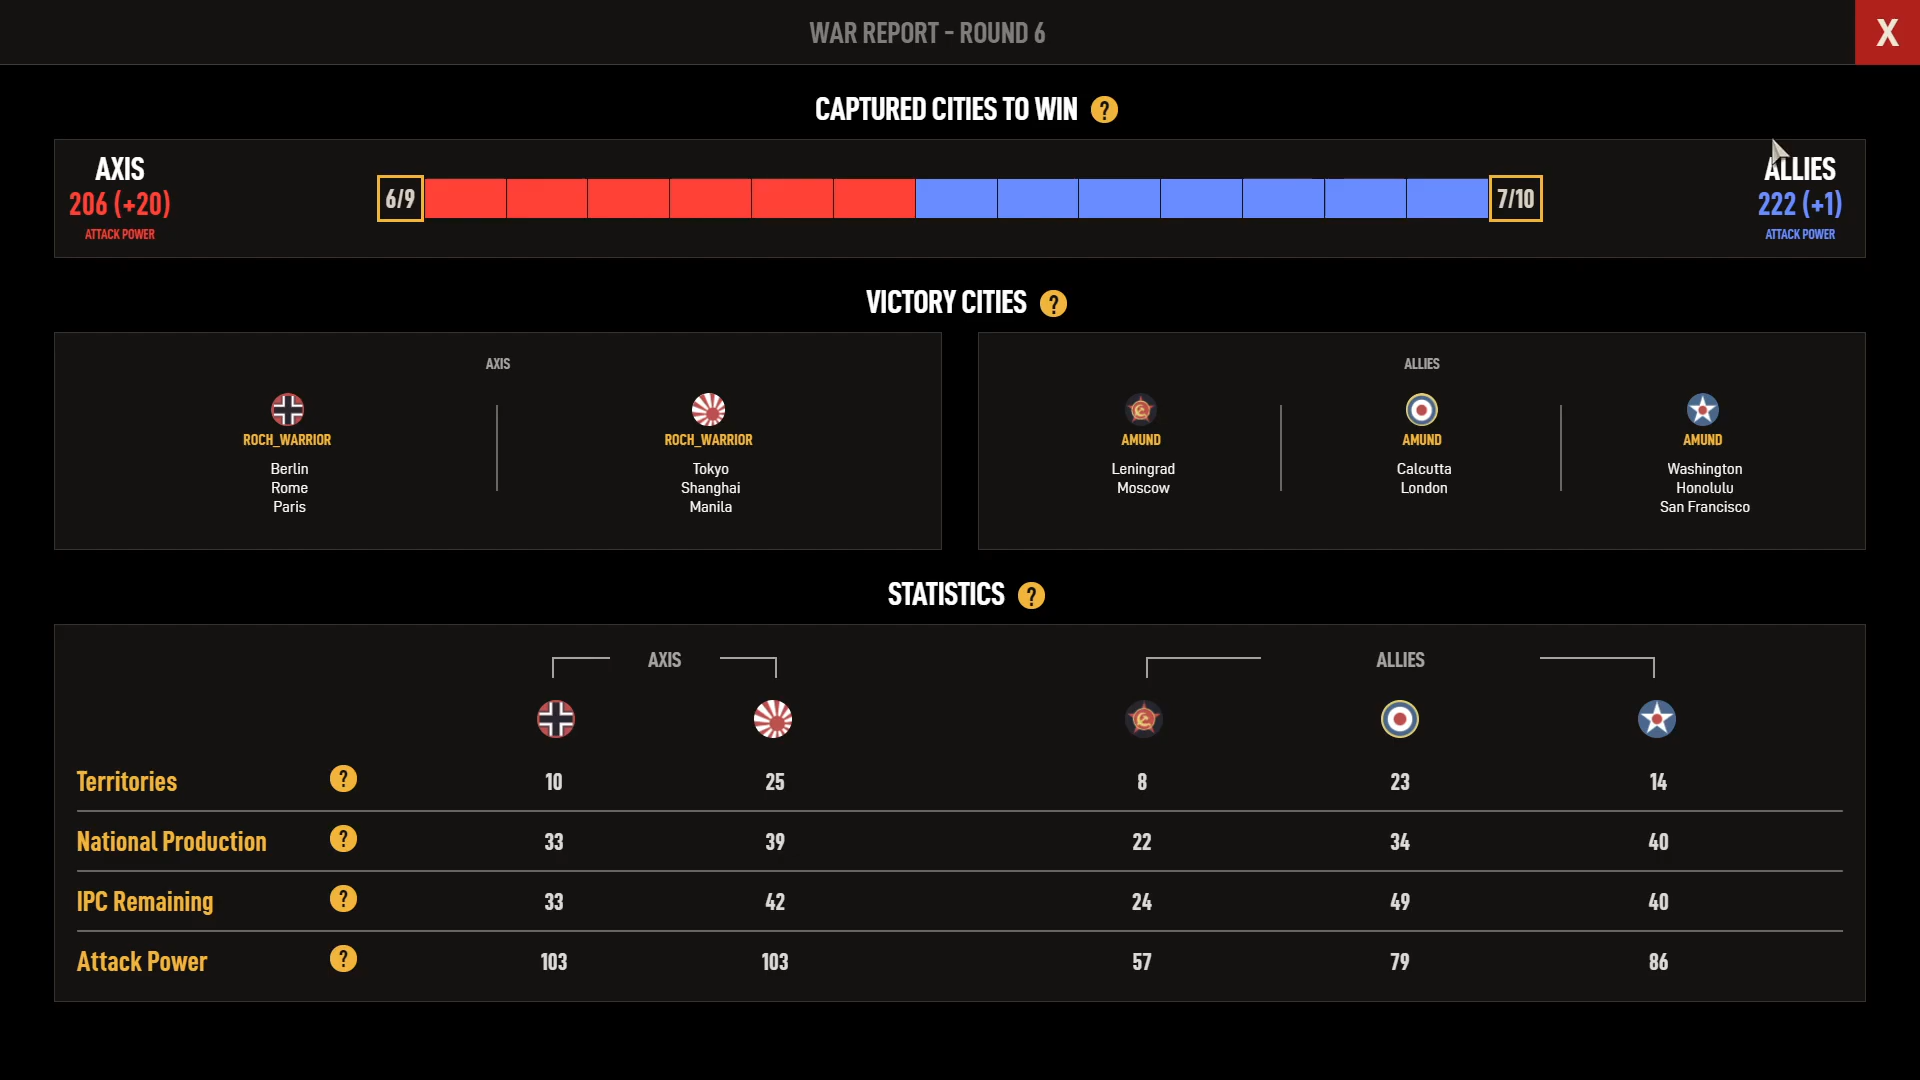 WAR REPORT - ROUND 6
X
CAPTURED CITIES TO WIN ?
AXIS
206 (+20)
ATTACK POWER
6/9
7/10
ALLIES
222 (+1)
ATTACK POWER
VICTORY CITIES ?
AXIS
ROCH_WARRIOR
Berlin
Rome
Paris
ROCH_WARRIOR
Tokyo
Shanghai
Manila
ALLIES
AMUND
Leningrad
Moscow
AMUND
Calcutta
London
AMUND
Washington
Honolulu
San Francisco
STATISTICS ?
AXIS ALLIES
Territories ? 10 25 8 23 14
National Production ? 33 39 22 34 40
IPC Remaining ? 33 42 24 49 40
Attack Power ? 103 103 57 79 86